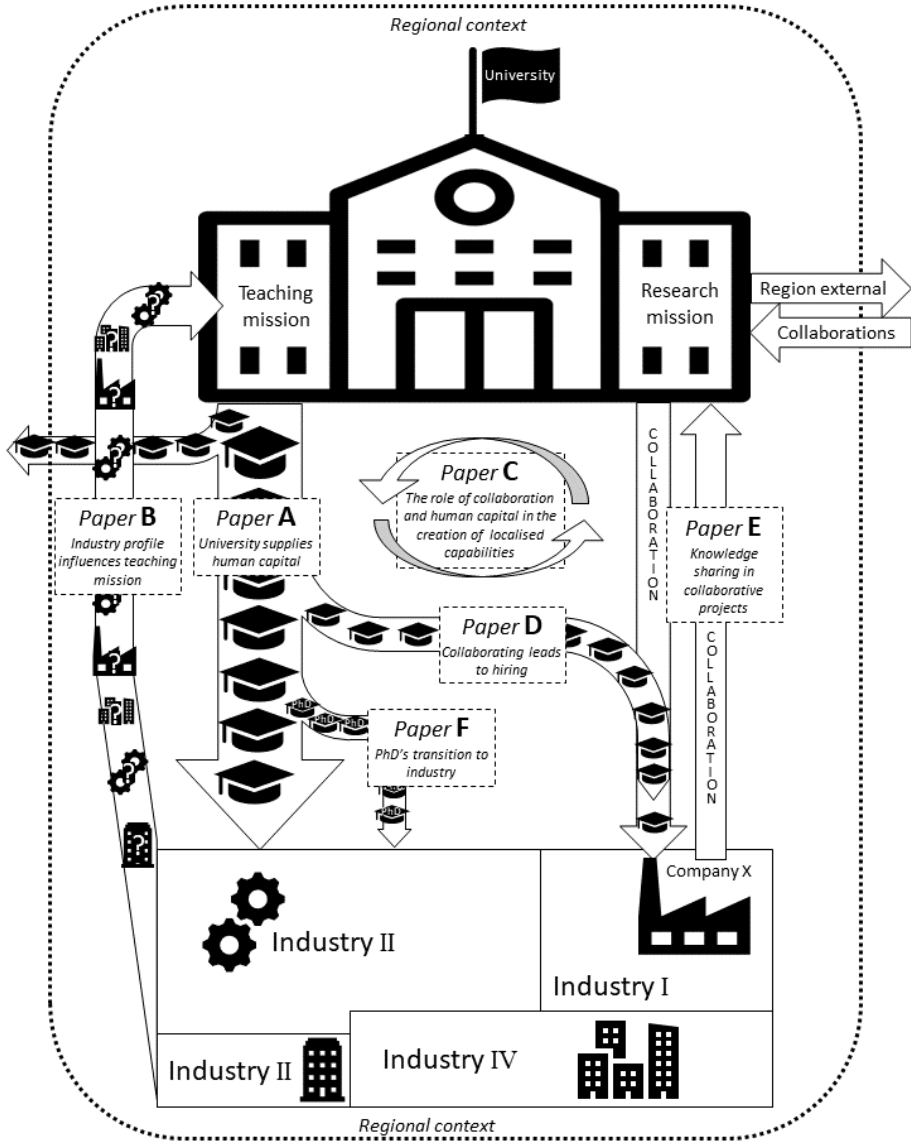 Regional context
University
Teaching
mission
Research
mission
Region external
Collaborations
Paper C
The role of collaboration
and human capital in the
creation of localised
capabilities
Paper B
Industry profile
influences teaching
mission
Paper A
University supplies
human capital
COLLABORATION
Paper E
Knowledge
sharing in
collaborative
projects
COLLABORATION
Paper D
Collaborating leads
to hiring
PhD
PhD
PhD
Paper F
PhD's transition to
industry
PhD
Company X
Industry II
Industry I
Industry II
Industry IV
Regional context